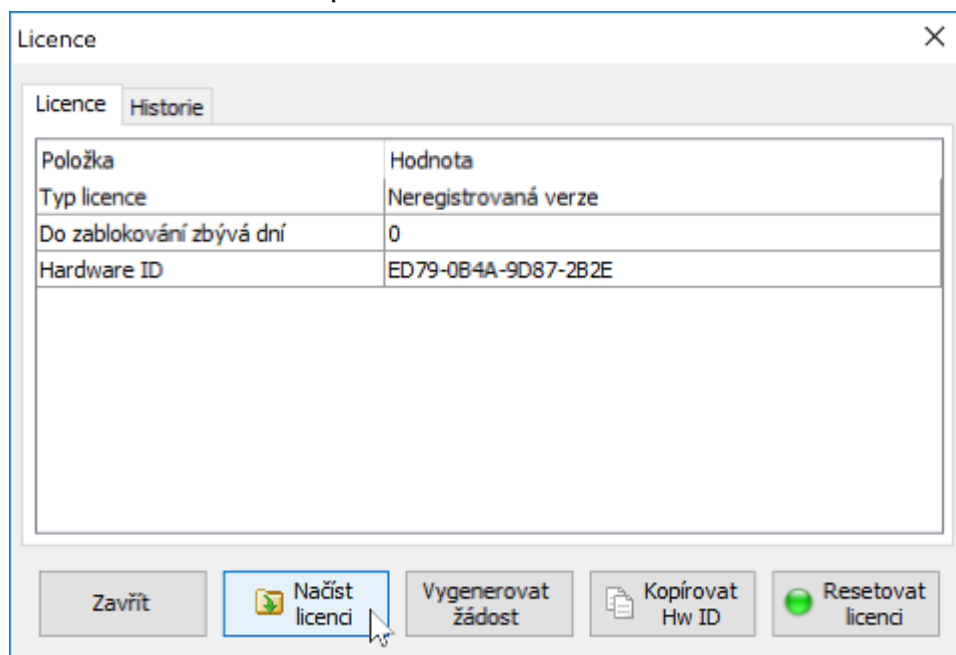 Licence
Licence Historie
Položka Hodnota
Typ licence Neregistrovaná verze
Do zablokování zbývá dní 0
Hardware ID ED79-0B4A-9D87-2B2E
Zavřít
Načíst
licenci
Vygenerovat
žádost
Kopírovat
Hw ID
Resetovat
licenci